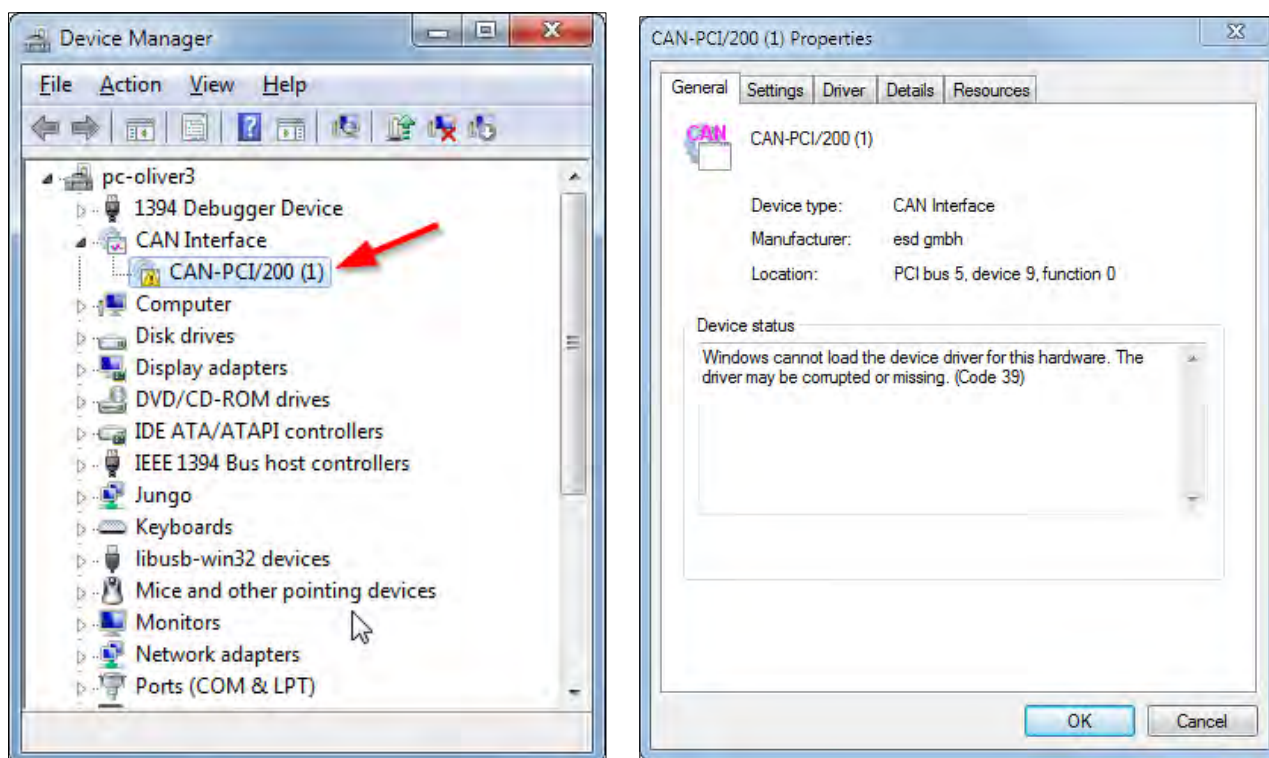 Device Manager
File Action View Help
pc-oliver3
1394 Debugger Device
CAN Interface
CAN-PCI/200 (1)
Computer
Disk drives
Display adapters
DVD/CD-ROM drives
IDE ATA/ATAPI controllers
IEEE 1394 Bus host controllers
Jungo
Keyboards
libusb-win32 devices
Mice and other pointing devices
Monitors
Network adapters
Ports (COM & LPT)
CAN-PCI/200 (1) Properties
General Settings Driver Details Resources
CAN
CAN-PCI/200 (1)
Device type: CAN Interface
Manufacturer: esd gmbh
Location: PCI bus 5, device 9, function 0
Device status
Windows cannot load the device driver for this hardware. The
driver may be corrupted or missing. (Code 39)
OK Cancel